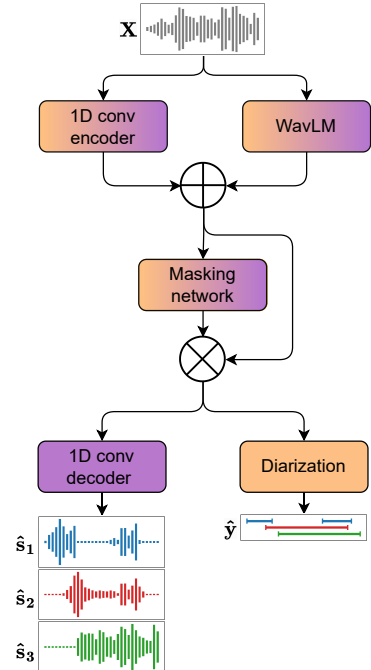 X
1D conv
encoder
WavLM
Masking
network
1D conv
decoder
Diarization
ŝ₁
ŷ
ŝ₂
ŝ₃